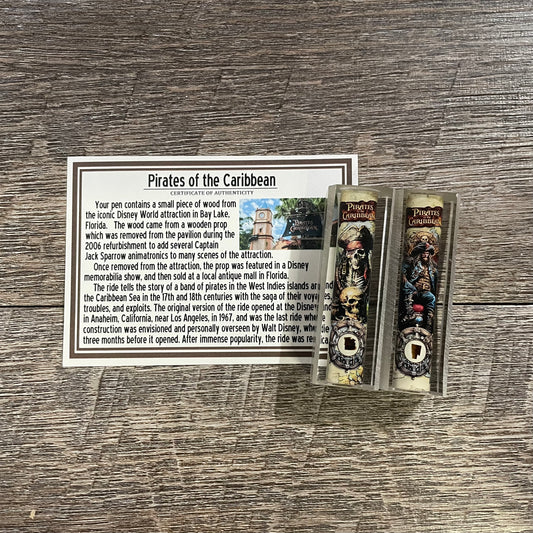 Pirates of the Caribbean
CERTIFICATE OF AUTHENTICITY
Your pen contains a small piece of wood from
the iconic Disney World attraction in Bay Lake,
Florida. The wood came from a wooden prop
which was removed from the pavilion during the
2006 refurbishment to add several Captain
Jack Sparrow animatronics to many scenes of the attraction.
Once removed from the attraction, the prop was featured in a Disney
memorabilia show, and then sold at a local antique mall in Florida.
The ride tells the story of a band of pirates in the West Indies islands
the Caribbean Sea in the 17th and 18th centuries with the saga of their
troubles, and exploits. The original version of the ride opened at the
in Anaheim, California, near Los Angeles, in 1967, and was the last ride
construction was envisioned and personally overseen by Walt Disney,
three months before it opened. After immense popularity, the ride was
PIRATES
of the
CARIBBEAN
PIRATES
of the
CARIBBEAN